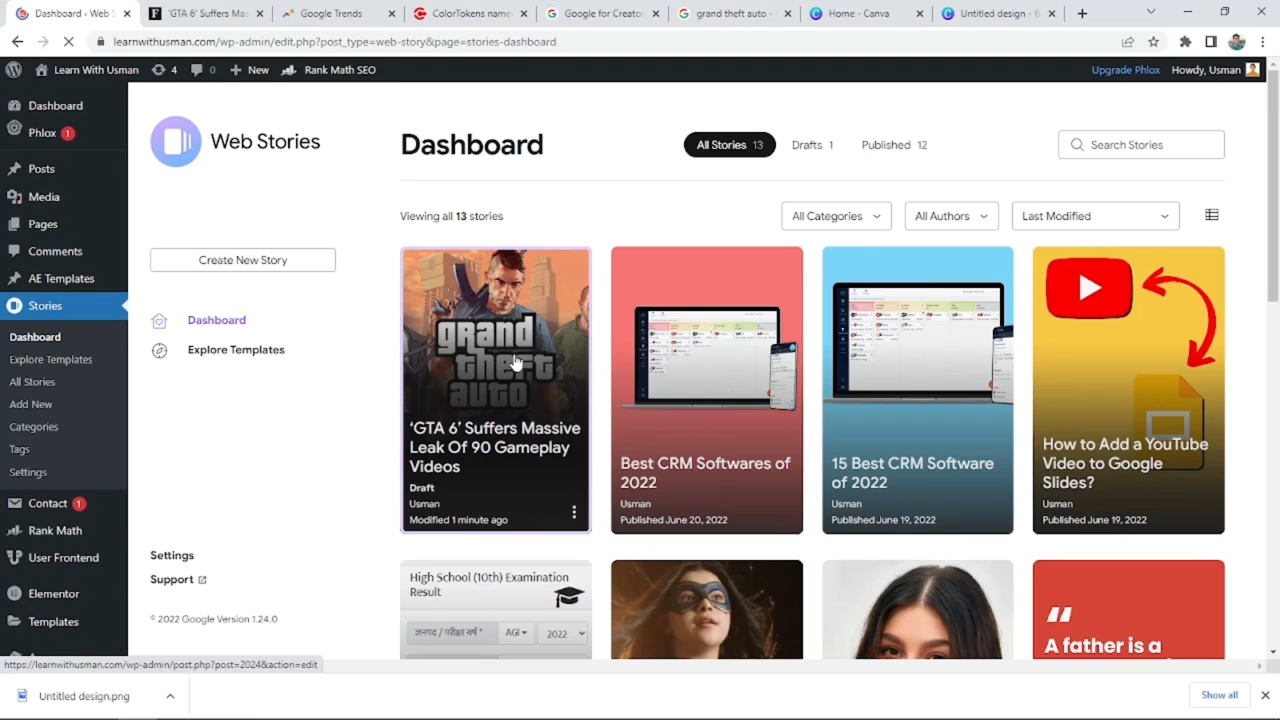 Dashboard ‹ Web S
'GTA 6' Suffers Mas
Google Trends
ColorTokens name
Google for Creator
grand theft auto - G
Home - Canva
Untitled design - 6
learnwithusman.com/wp-admin/edit.php?post_type=web-story&page=stories-dashboard
Learn With Usman
4
0
New
Rank Math SEO
Upgrade Phlox
Howdy, Usman
Dashboard
Phlox 1
Posts
Media
Pages
Comments
AE Templates
Stories
Dashboard
Explore Templates
All Stories
Add New
Categories
Tags
Settings
Contact 1
Rank Math
User Frontend
Elementor
Templates
Web Stories
Create New Story
Dashboard
Explore Templates
Settings
Support
© 2022 Google Version 1.24.0
Dashboard
All Stories 13
Drafts 1
Published 12
Search Stories
Viewing all 13 stories
All Categories
All Authors
Last Modified
grand
theft
auto
'GTA 6' Suffers Massive
Leak Of 90 Gameplay
Videos
Draft
Usman
Modified 1 minute ago
Best CRM Softwares of
2022
Usman
Published June 20, 2022
15 Best CRM Software
of 2022
Usman
Published June 19, 2022
How to Add a YouTube
Video to Google
Slides?
Usman
Published June 19, 2022
High School (10th) Examination
Result
जनपद / परीक्षा वर्ष *
AGI
2022
"
A father is a
https://learnwithusman.com/wp-admin/post.php?post=2024&action=edit
Untitled design.png
Show all